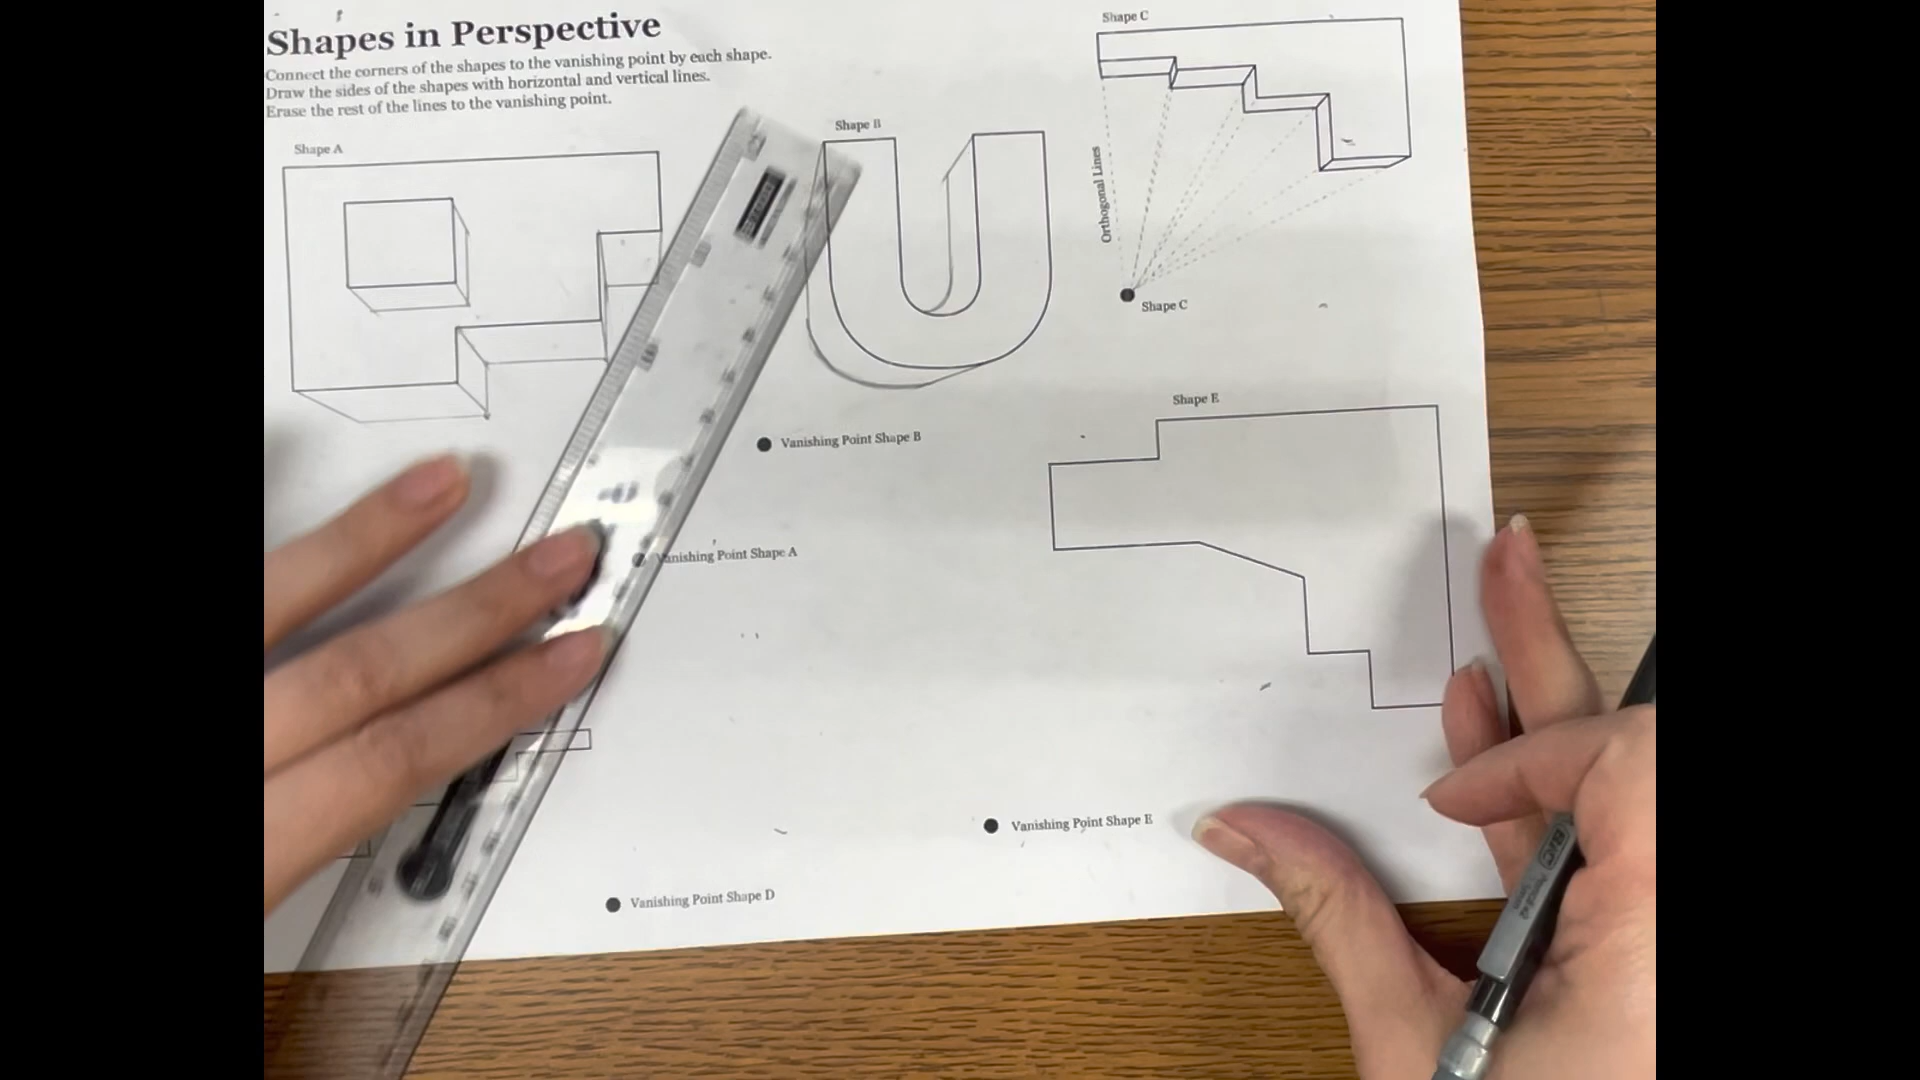 Shapes in Perspective
Connect the corners of the shapes to the vanishing point by each shape.
Draw the sides of the shapes with horizontal and vertical lines.
Erase the rest of the lines to the vanishing point.
Shape A
Shape B
Shape C
Orthogonal Lines
Shape C
Shape E
Vanishing Point Shape B
Vanishing Point Shape A
Vanishing Point Shape E
Vanishing Point Shape D
BIC